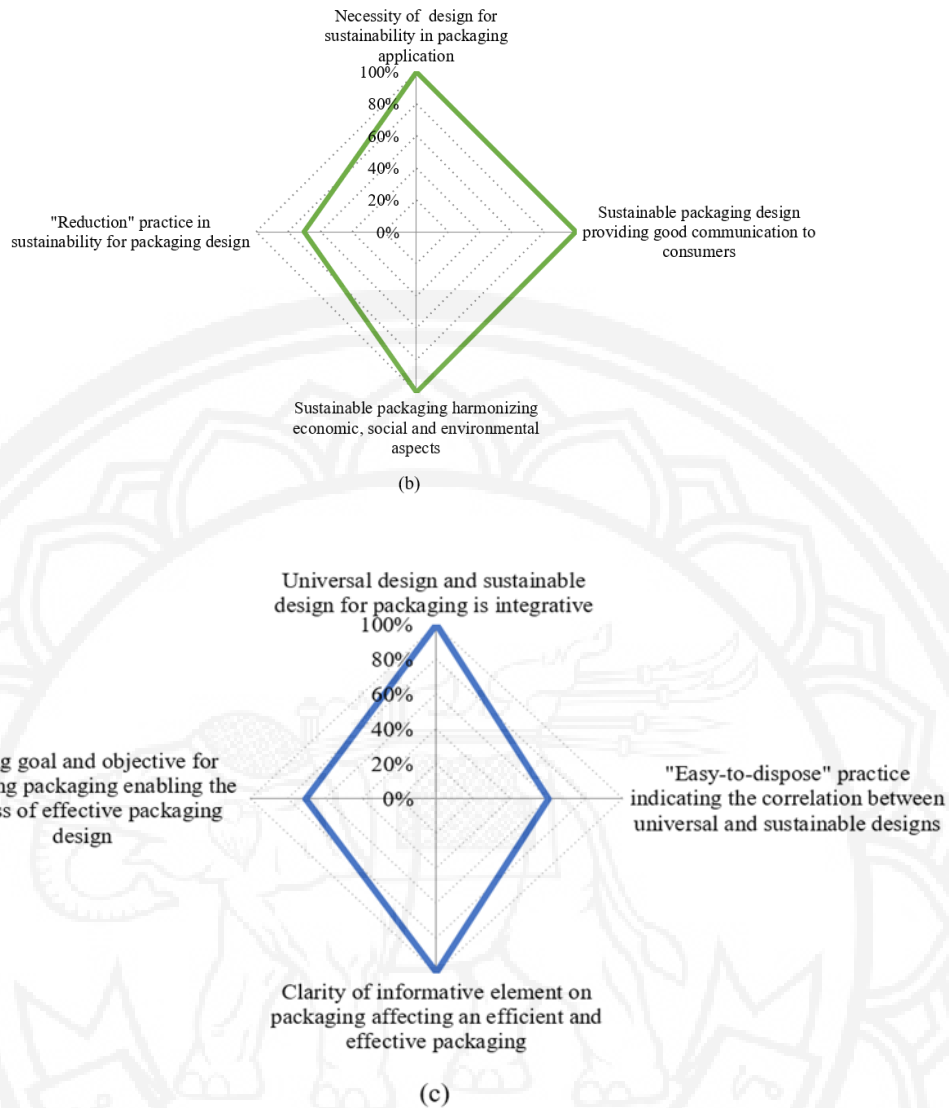 Necessity of design for
sustainability in packaging
application
100%
80%
60%
40%
20%
0%
"Reduction" practice in
sustainability for packaging design
Sustainable packaging design
providing good communication to
consumers
Sustainable packaging harmonizing
economic, social and environmental
aspects
(b)
Universal design and sustainable
design for packaging is integrative
100%
80%
60%
40%
20%
0%
goal and objective for
packaging enabling the
of effective packaging
design
"Easy-to-dispose" practice
indicating the correlation between
universal and sustainable designs
Clarity of informative element on
packaging affecting an efficient and
effective packaging
(c)